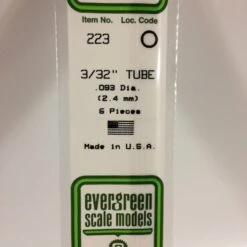 Item No. Loc. Code
223
3/32" TUBE
.093 Dia.
(2.4 mm)
6 Pieces
Made in U.S.A.
evergreen
scale models